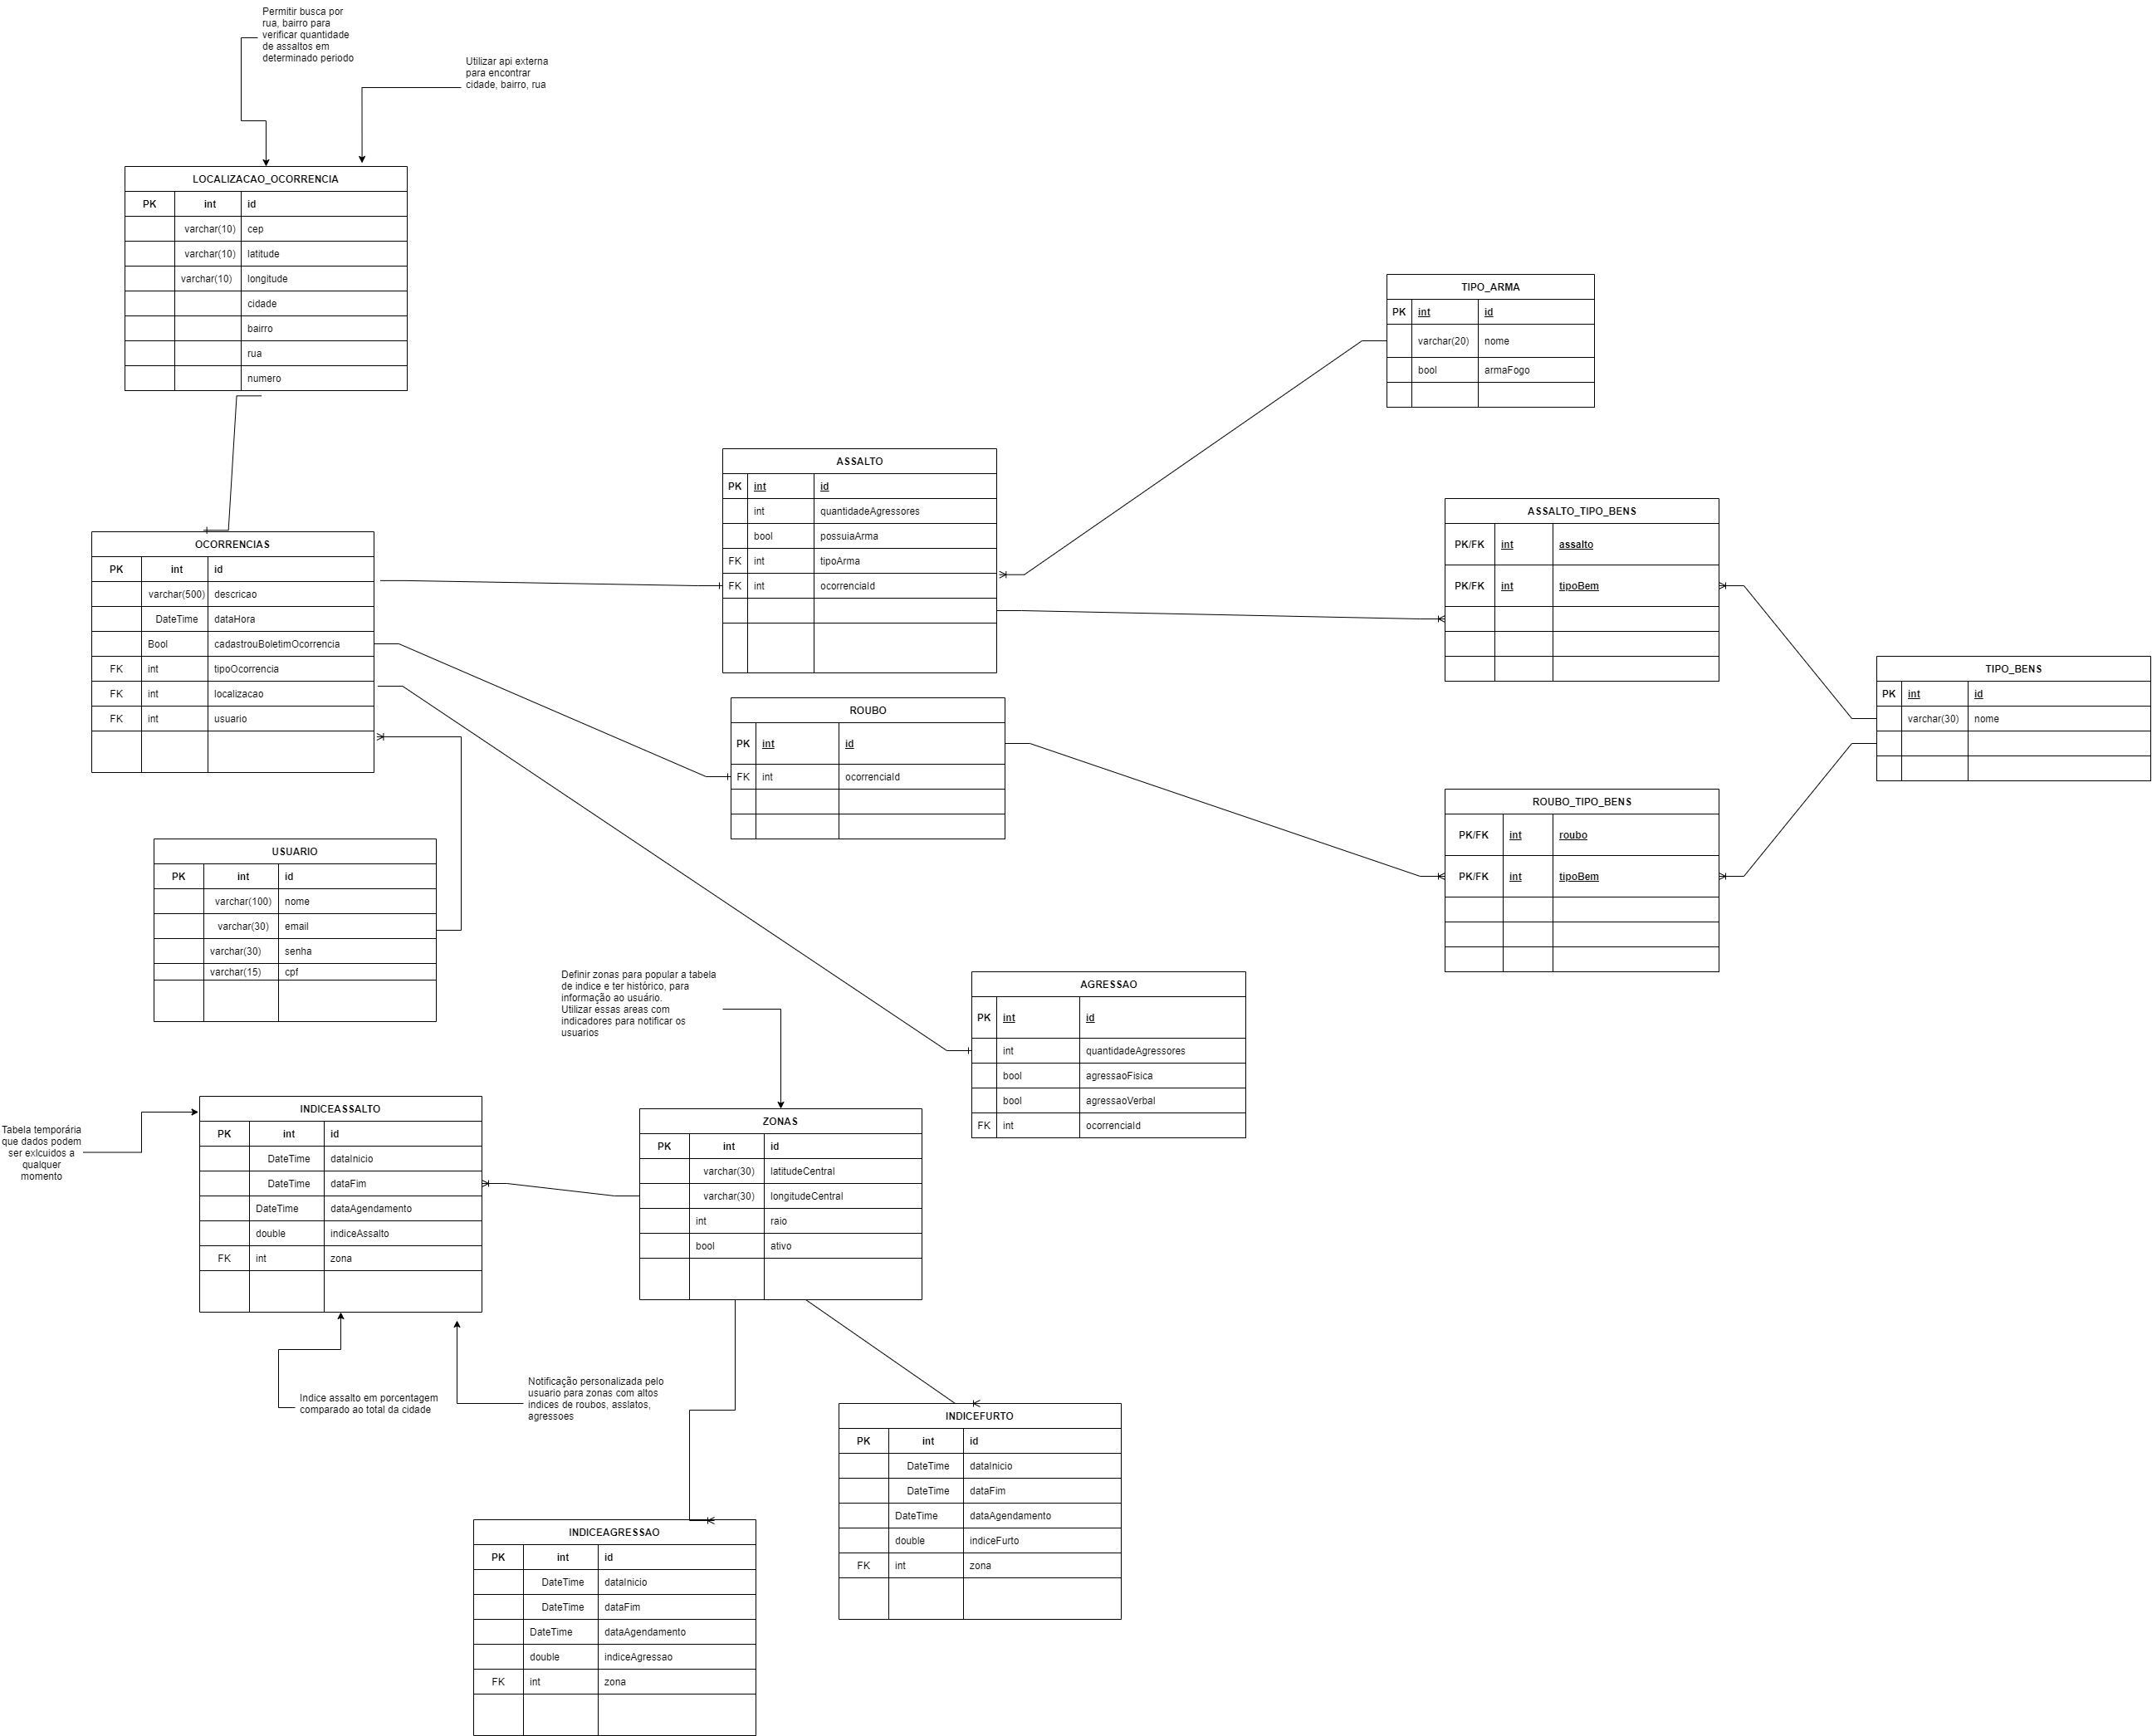 Permitir busca por
rua, bairro para
verificar quantidade
de assaltos em
determinado periodo
Utilizar api externa
para encontrar
cidade, bairro, rua
LOCALIZACAO_OCORRENCIA
PK int id
varchar(10) cep
varchar(10) latitude
varchar(10) longitude
cidade
bairro
rua
numero
TIPO_ARMA
PK int id
varchar(20) nome
bool armaFogo
ASSALTO
PK int id
int quantidadeAgressores
bool possuiaArma
FK int tipoArma
FK int ocorrenciaId
ASSALTO_TIPO_BENS
PK/FK int assalto
PK/FK int tipoBem
OCORRENCIAS
PK int id
varchar(500) descricao
DateTime dataHora
Bool cadastrouBoletimOcorrencia
FK int tipoOcorrencia
FK int localizacao
FK int usuario
TIPO_BENS
PK int id
varchar(30) nome
ROUBO
PK int id
FK int ocorrenciaId
ROUBO_TIPO_BENS
PK/FK int roubo
PK/FK int tipoBem
USUARIO
PK int id
varchar(100) nome
varchar(30) email
varchar(30) senha
varchar(15) cpf
Definir zonas para popular a tabela
de indice e ter histórico, para
informação ao usuário.
Utilizar essas areas com
indicadores para notificar os
usuarios
AGRESSAO
PK int id
int quantidadeAgressores
bool agressaoFisica
bool agressaoVerbal
FK int ocorrenciaId
Tabela temporária
que dados podem
ser exlcuidos a
qualquer
momento
INDICEASSALTO
PK int id
DateTime dataInicio
DateTime dataFim
DateTime dataAgendamento
double indiceAssalto
FK int zona
ZONAS
PK int id
varchar(30) latitudeCentral
varchar(30) longitudeCentral
int raio
bool ativo
Indice assalto em porcentagem
comparado ao total da cidade
Notificação personalizada pelo
usuario para zonas com altos
indices de roubos, asslatos,
agressoes
INDICEFURTO
PK int id
DateTime dataInicio
DateTime dataFim
DateTime dataAgendamento
double indiceFurto
FK int zona
INDICEAGRESSAO
PK int id
DateTime dataInicio
DateTime dataFim
DateTime dataAgendamento
double indiceAgressao
FK int zona